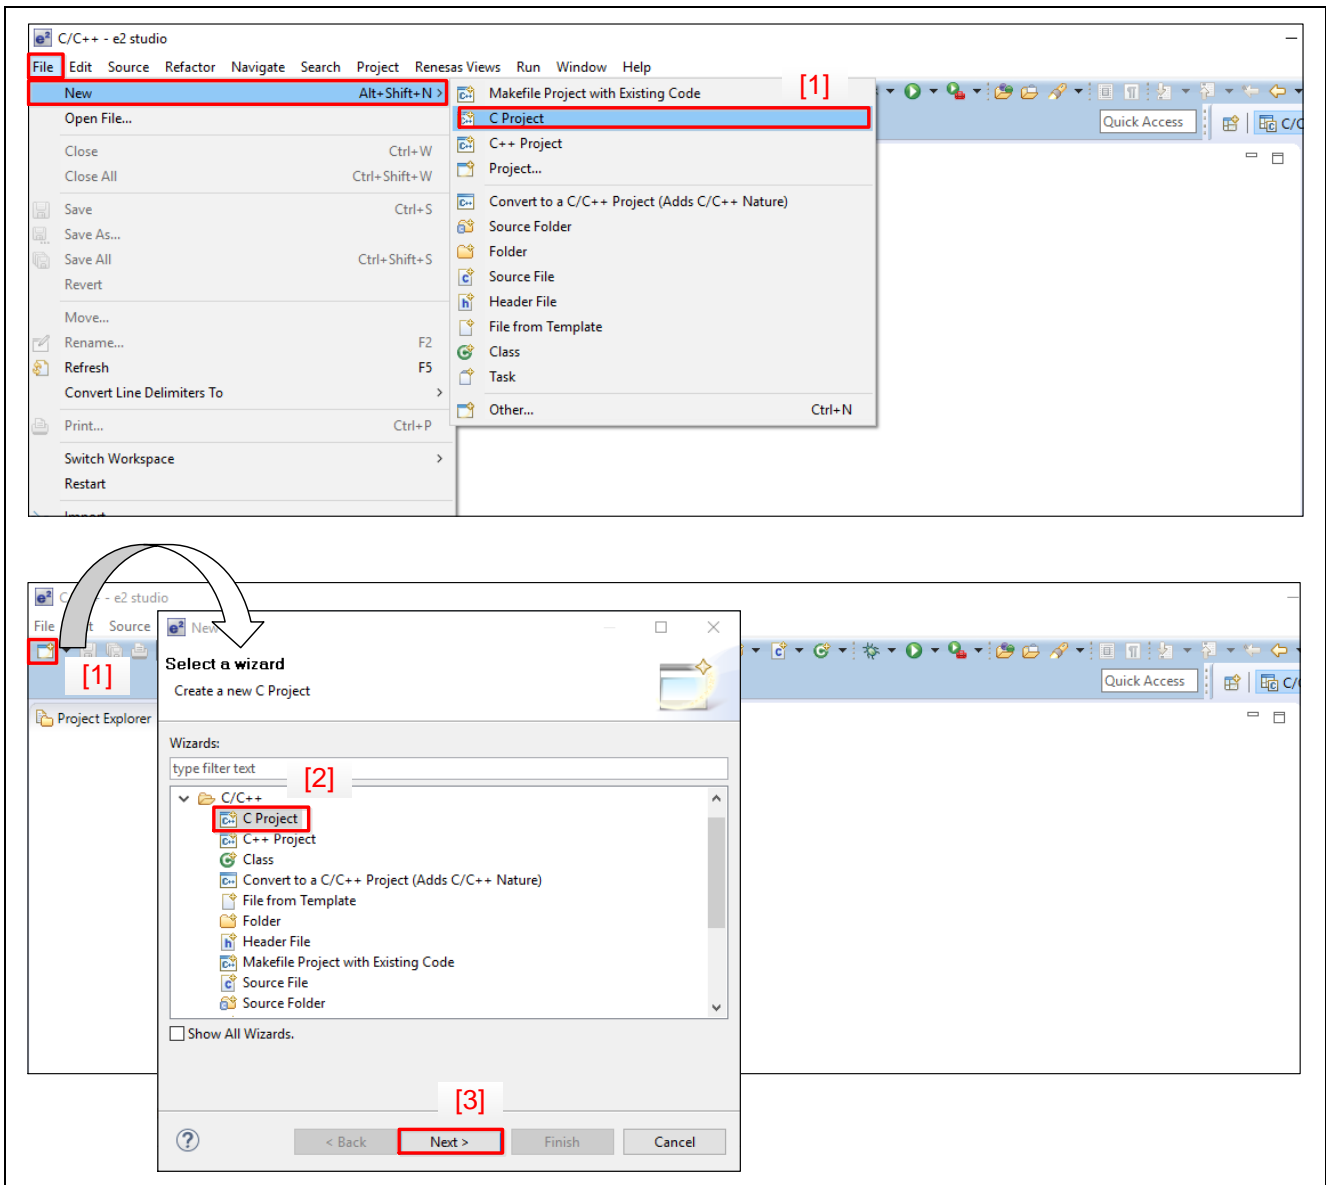 e² C/C++ - e2 studio
File Edit Source Refactor Navigate Search Project Renesas Views Run Window Help
New Alt+Shift+N >
Open File...
Close Ctrl+W
Close All Ctrl+Shift+W
Save Ctrl+S
Save As...
Save All Ctrl+Shift+S
Revert
Move...
Rename... F2
Refresh F5
Convert Line Delimiters To >
Print... Ctrl+P
Switch Workspace >
Restart
[1]
Makefile Project with Existing Code
C Project
C++ Project
Project...
Convert to a C/C++ Project (Adds C/C++ Nature)
Source Folder
Folder
Source File
Header File
File from Template
Class
Task
Other... Ctrl+N
Quick Access
C/C
e² - e2 studio
File Source
[1]
Project Explorer
e² New
Select a wizard
Create a new C Project
Wizards:
type filter text
[2]
C/C++
C Project
C++ Project
Class
Convert to a C/C++ Project (Adds C/C++ Nature)
File from Template
Folder
Header File
Makefile Project with Existing Code
Source File
Source Folder
Show All Wizards.
[3]
? < Back Next > Finish Cancel
Quick Access
C/